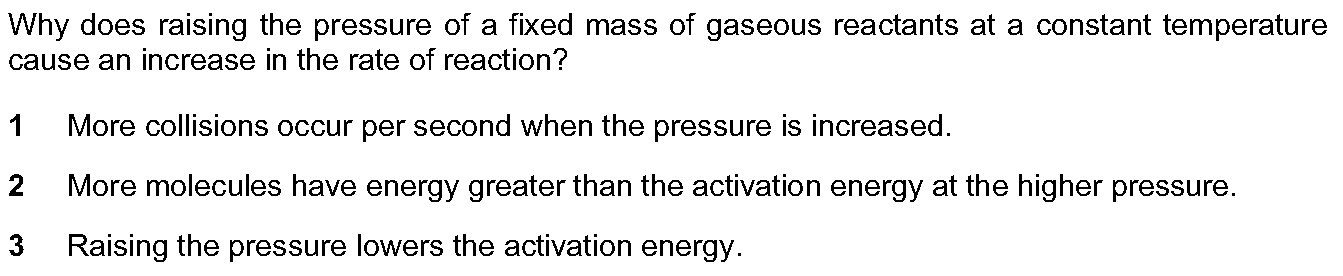 Why does raising the pressure of a fixed mass of gaseous reactants at a constant temperature
cause an increase in the rate of reaction?
1 More collisions occur per second when the pressure is increased.
2 More molecules have energy greater than the activation energy at the higher pressure.
3 Raising the pressure lowers the activation energy.